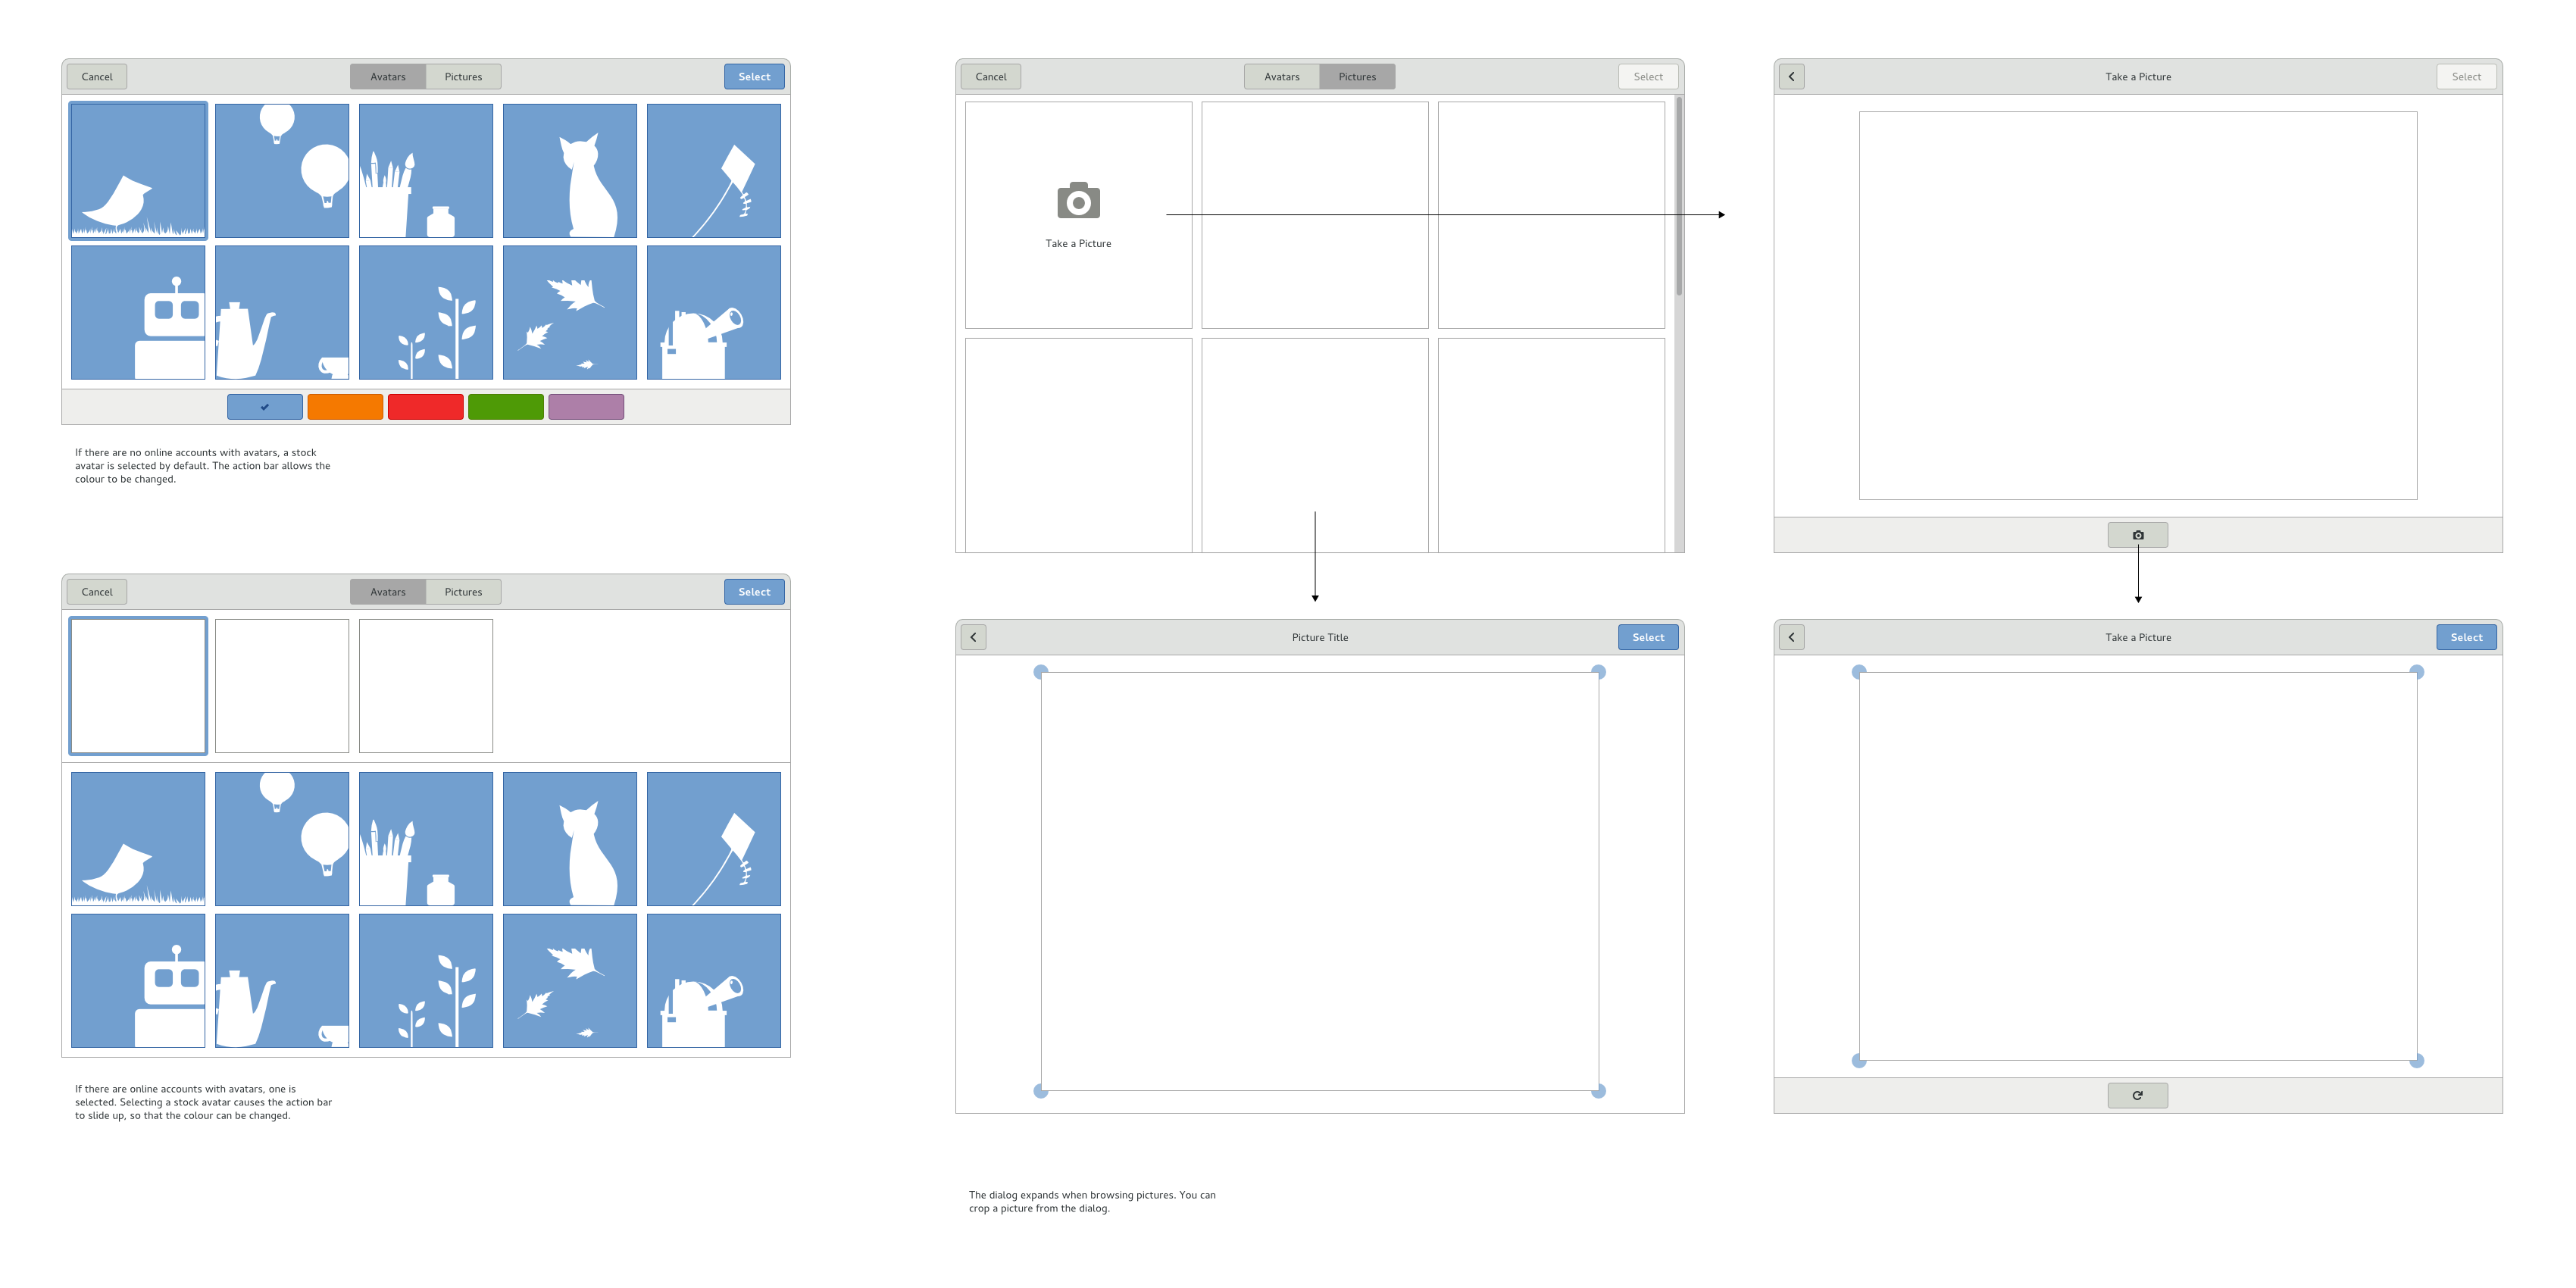 Cancel
Avatars
Pictures
Select
If there are no online accounts with avatars, a stock
avatar is selected by default. The action bar allows the
colour to be changed.
Cancel
Avatars
Pictures
Select
If there are online accounts with avatars, one is
selected. Selecting a stock avatar causes the action bar
to slide up, so that the colour can be changed.
Cancel
Avatars
Pictures
Select
Take a Picture
Picture Title
Select
The dialog expands when browsing pictures. You can
crop a picture from the dialog.
Take a Picture
Select
Take a Picture
Select